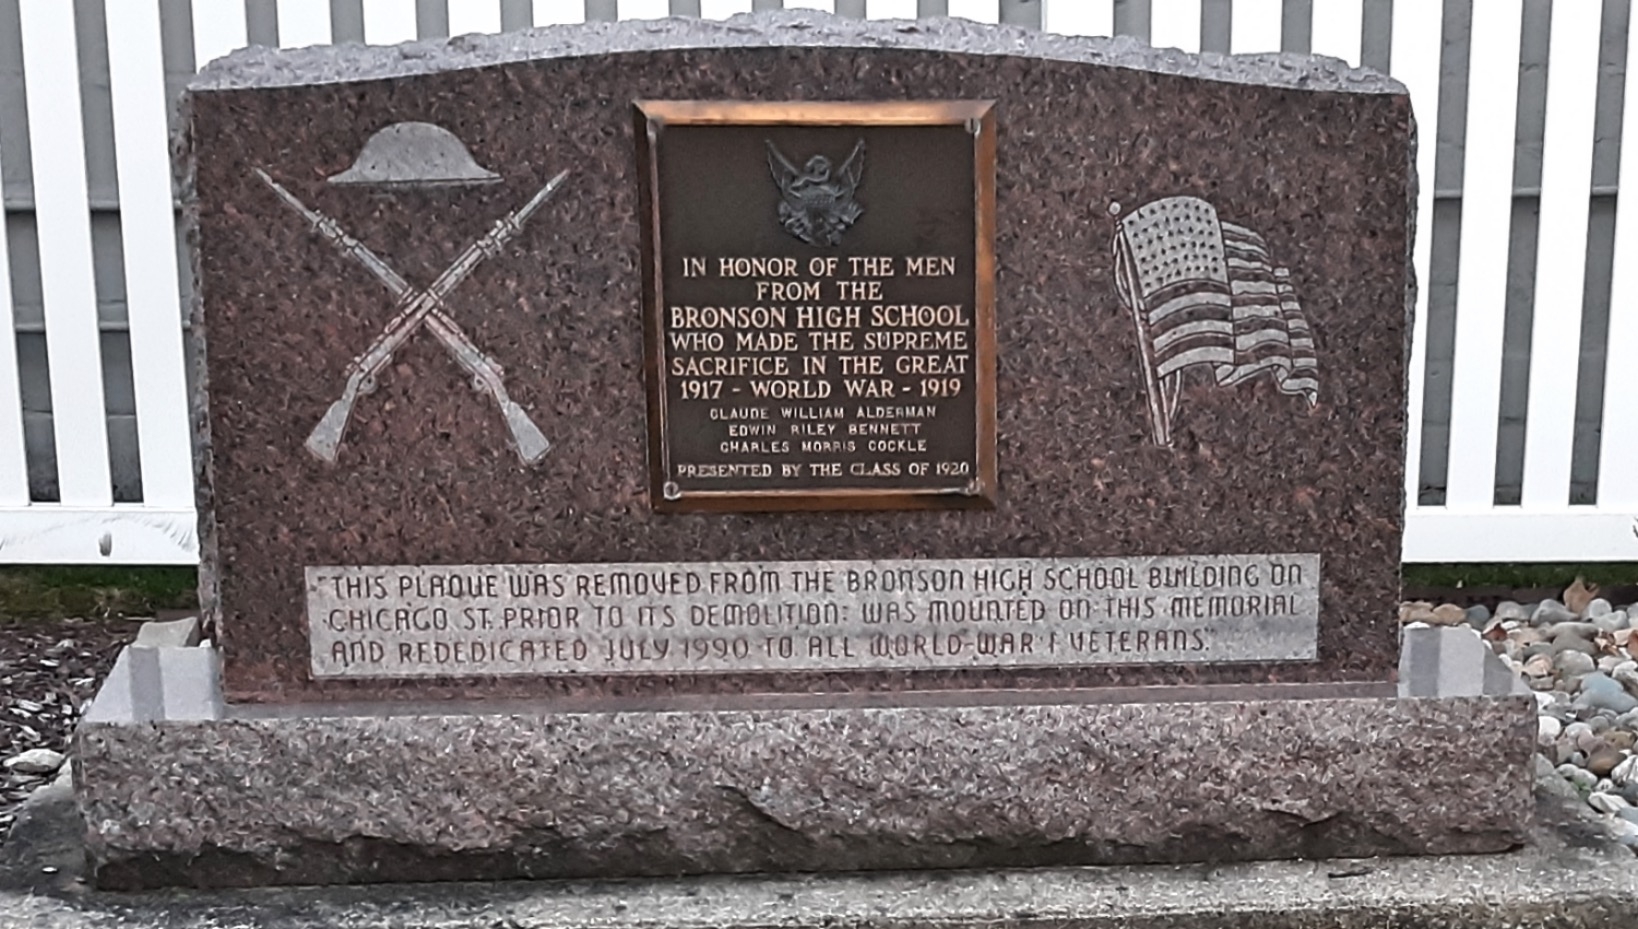 IN HONOR OF THE MEN
FROM THE
BRONSON HIGH SCHOOL
WHO MADE THE SUPREME
SACRIFICE IN THE GREAT
1917 - WORLD WAR - 1919
CLAUDE WILLIAM ALDERMAN
EDWIN RILEY BENNETT
CHARLES MORRIS COCKLE
PRESENTED BY THE CLASS OF 1920
"THIS PLAQUE WAS REMOVED FROM THE BRONSON HIGH SCHOOL BUILDING ON
CHICAGO ST. PRIOR TO ITS DEMOLITION: WAS MOUNTED ON THIS MEMORIAL
AND REDEDICATED JULY 1990 TO ALL WORLD-WAR I VETERANS."